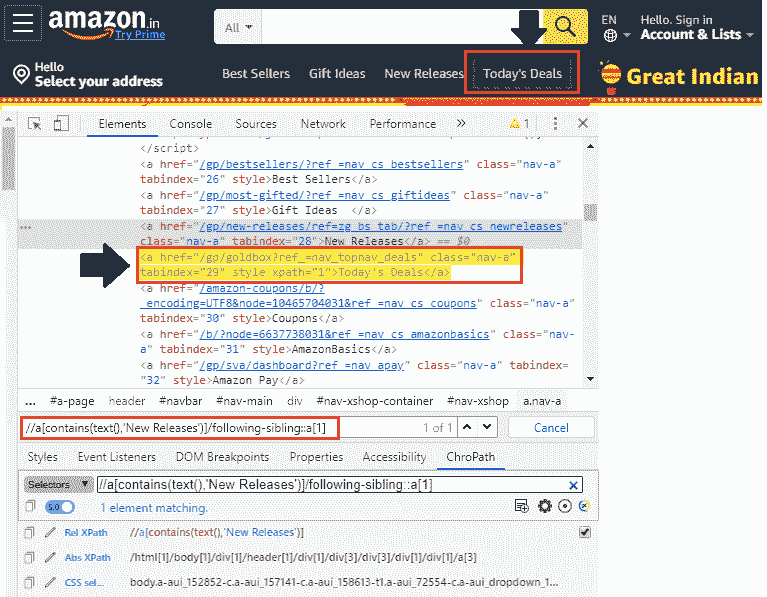 amazon.in
Try Prime
All
EN
Hello. Sign in
Account & Lists
Hello
Select your address
Best Sellers
Gift Ideas
New Releases
Today's Deals
Great Indian
Elements
Console
Sources
Network
Performance
»
1
</script>
<a href="/gp/bestsellers/?ref_=nav_cs_bestsellers" class="nav-a"
tabindex="26" style>Best Sellers</a>
<a href="/gp/most-gifted/?ref_=nav_cs_giftideas" class="nav-a"
tabindex="27" style>Gift Ideas </a>
...
<a href="/gp/new-releases/ref=zg_bs_tab/?ref_=nav_cs_newreleases"
class="nav-a" tabindex="28">New Releases</a> == $0
<a href="/gp/goldbox?ref_=nav_topnav_deals" class="nav-a"
tabindex="29" style xpath="1">Today's Deals</a>
<a href="/amazon-coupons/b/?
_encoding=UTF8&node=10465704031&ref_=nav_cs_coupons" class="nav-a"
tabindex="30" style>Coupons</a>
<a href="/b/?node=6637738031&ref_=nav_cs_amazonbasics" class="nav-
a" tabindex="31" style>AmazonBasics</a>
<a href="/gp/sva/dashboard?ref_=nav_apay" class="nav-a" tabindex=
"32" style>Amazon Pay</a>
... #a-page header #navbar #nav-main div #nav-xshop-container #nav-xshop a.nav-a
//a[contains(text(),'New Releases')]/following-sibling::a[1]
1 of 1
Cancel
Styles
Event Listeners
DOM Breakpoints
Properties
Accessibility
ChroPath
Selectors
//a[contains(text(),'New Releases')]/following-sibling::a[1]
5.0
1 element matching.
Rel XPath
//a[contains(text(),'New Releases')]
Abs XPath
/html[1]/body[1]/div[1]/header[1]/div[1]/div[3]/div[3]/div[1]/div[1]/a[3]
CSS sel...
body.a-aui_152852-c.a-aui_157141-c.a-aui_158613-t1.a-aui_72554-c.a-aui_dropdown_1...